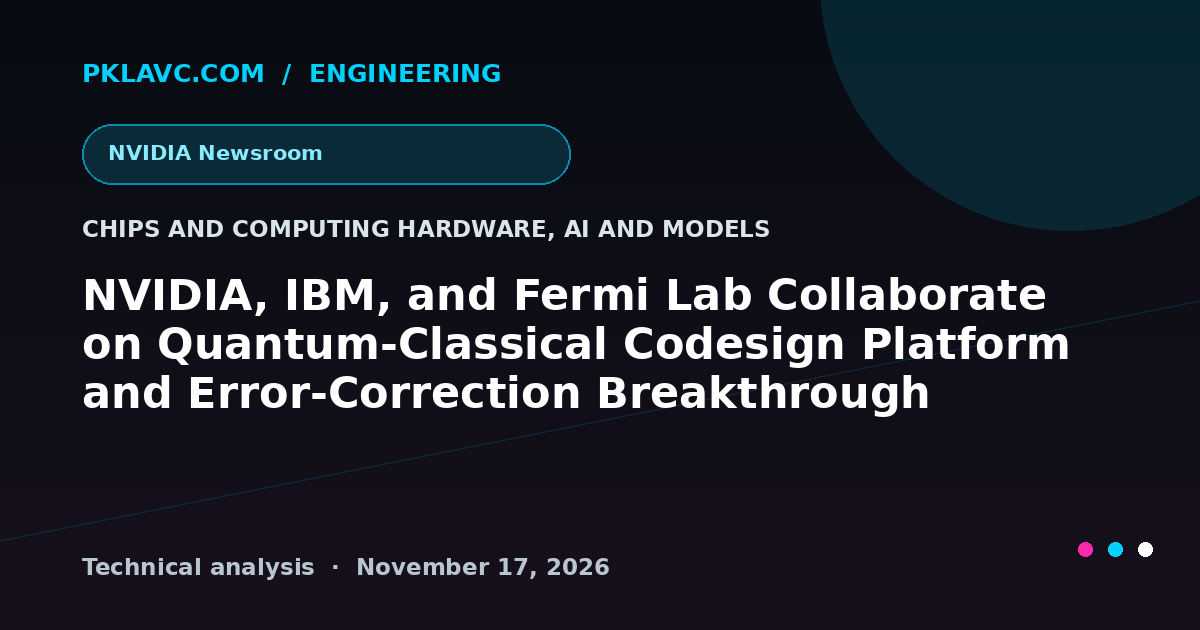 PKLAVC.COM / ENGINEERING
NVIDIA Newsroom
CHIPS AND COMPUTING HARDWARE, AI AND MODELS
NVIDIA, IBM, and Fermi Lab Collaborate
on Quantum-Classical Codesign Platform
and Error-Correction Breakthrough
Technical analysis · November 17, 2026